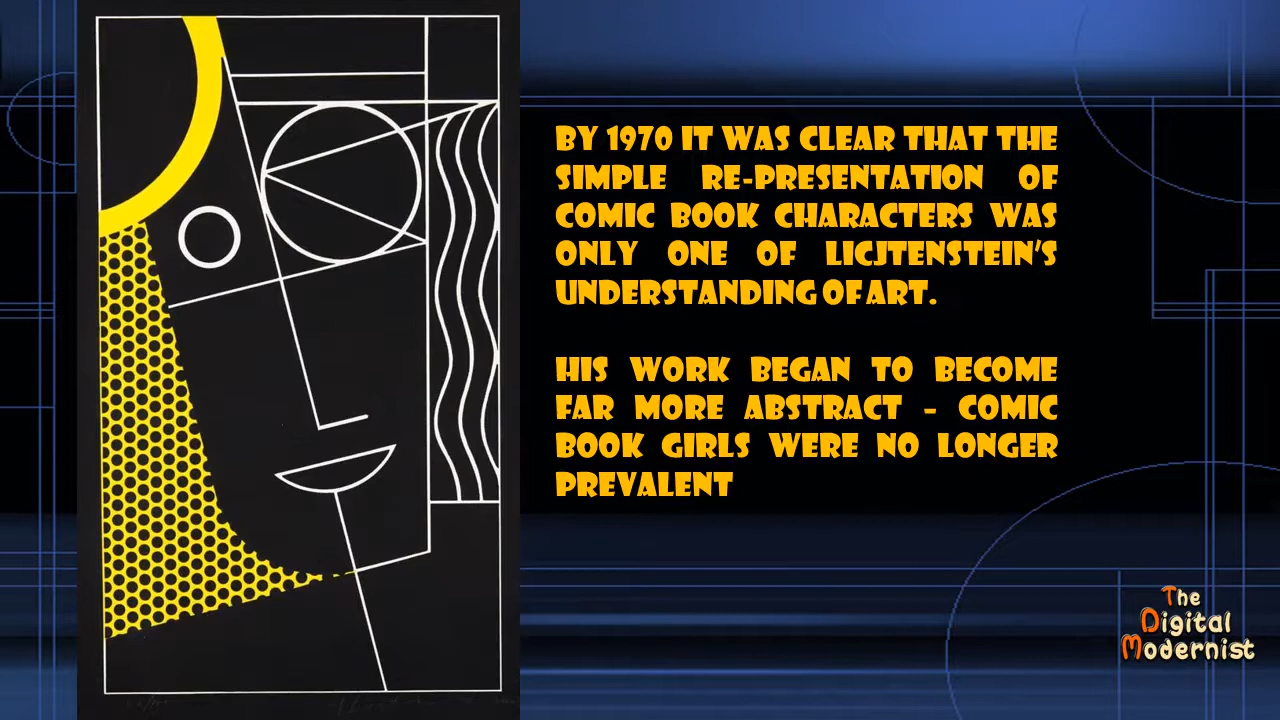 BY 1970 IT WAS CLEAR THAT THE
SIMPLE RE-PRESENTATION OF
COMIC BOOK CHARACTERS WAS
ONLY ONE OF LICJTENSTEIN'S
UNDERSTANDING OF ART.
HIS WORK BEGAN TO BECOME
FAR MORE ABSTRACT - COMIC
BOOK GIRLS WERE NO LONGER
PREVALENT
The
Digital
Modernist